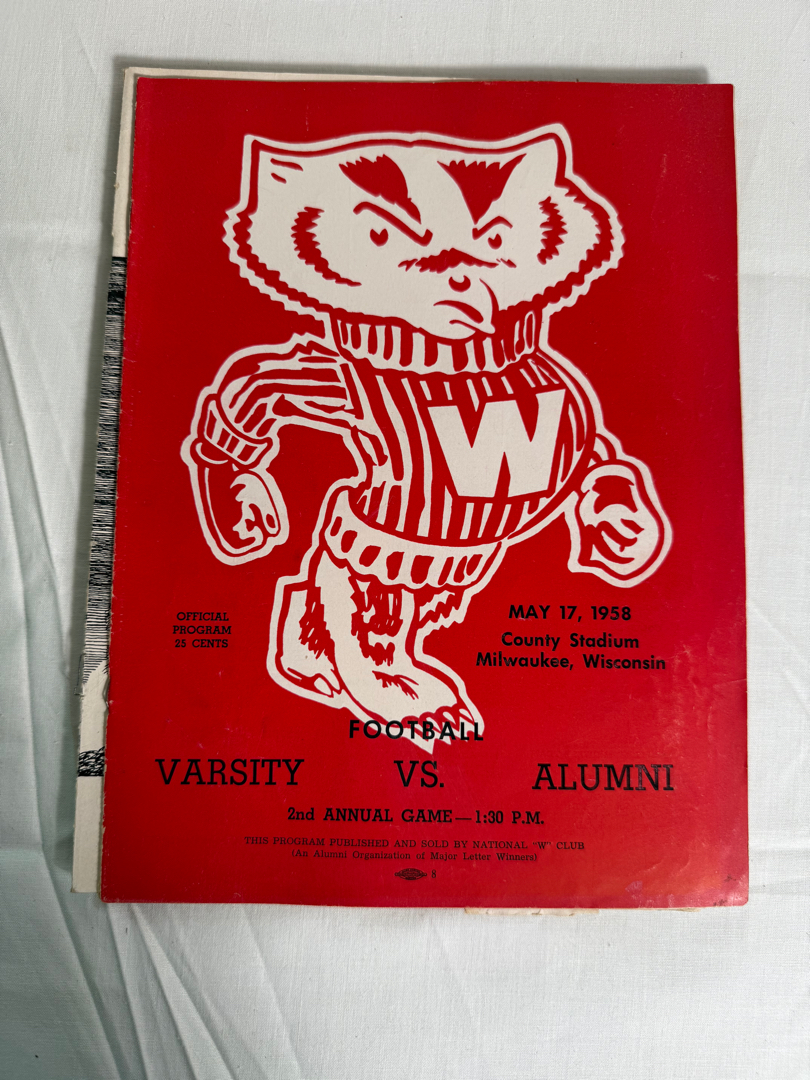 W
OFFICIAL
PROGRAM
25 CENTS
MAY 17, 1958
County Stadium
Milwaukee, Wisconsin
FOOTBALL
VARSITY VS. ALUMNI
2nd ANNUAL GAME — 1:30 P.M.
THIS PROGRAM PUBLISHED AND SOLD BY NATIONAL "W" CLUB
(An Alumni Organization of Major Letter Winners)
8